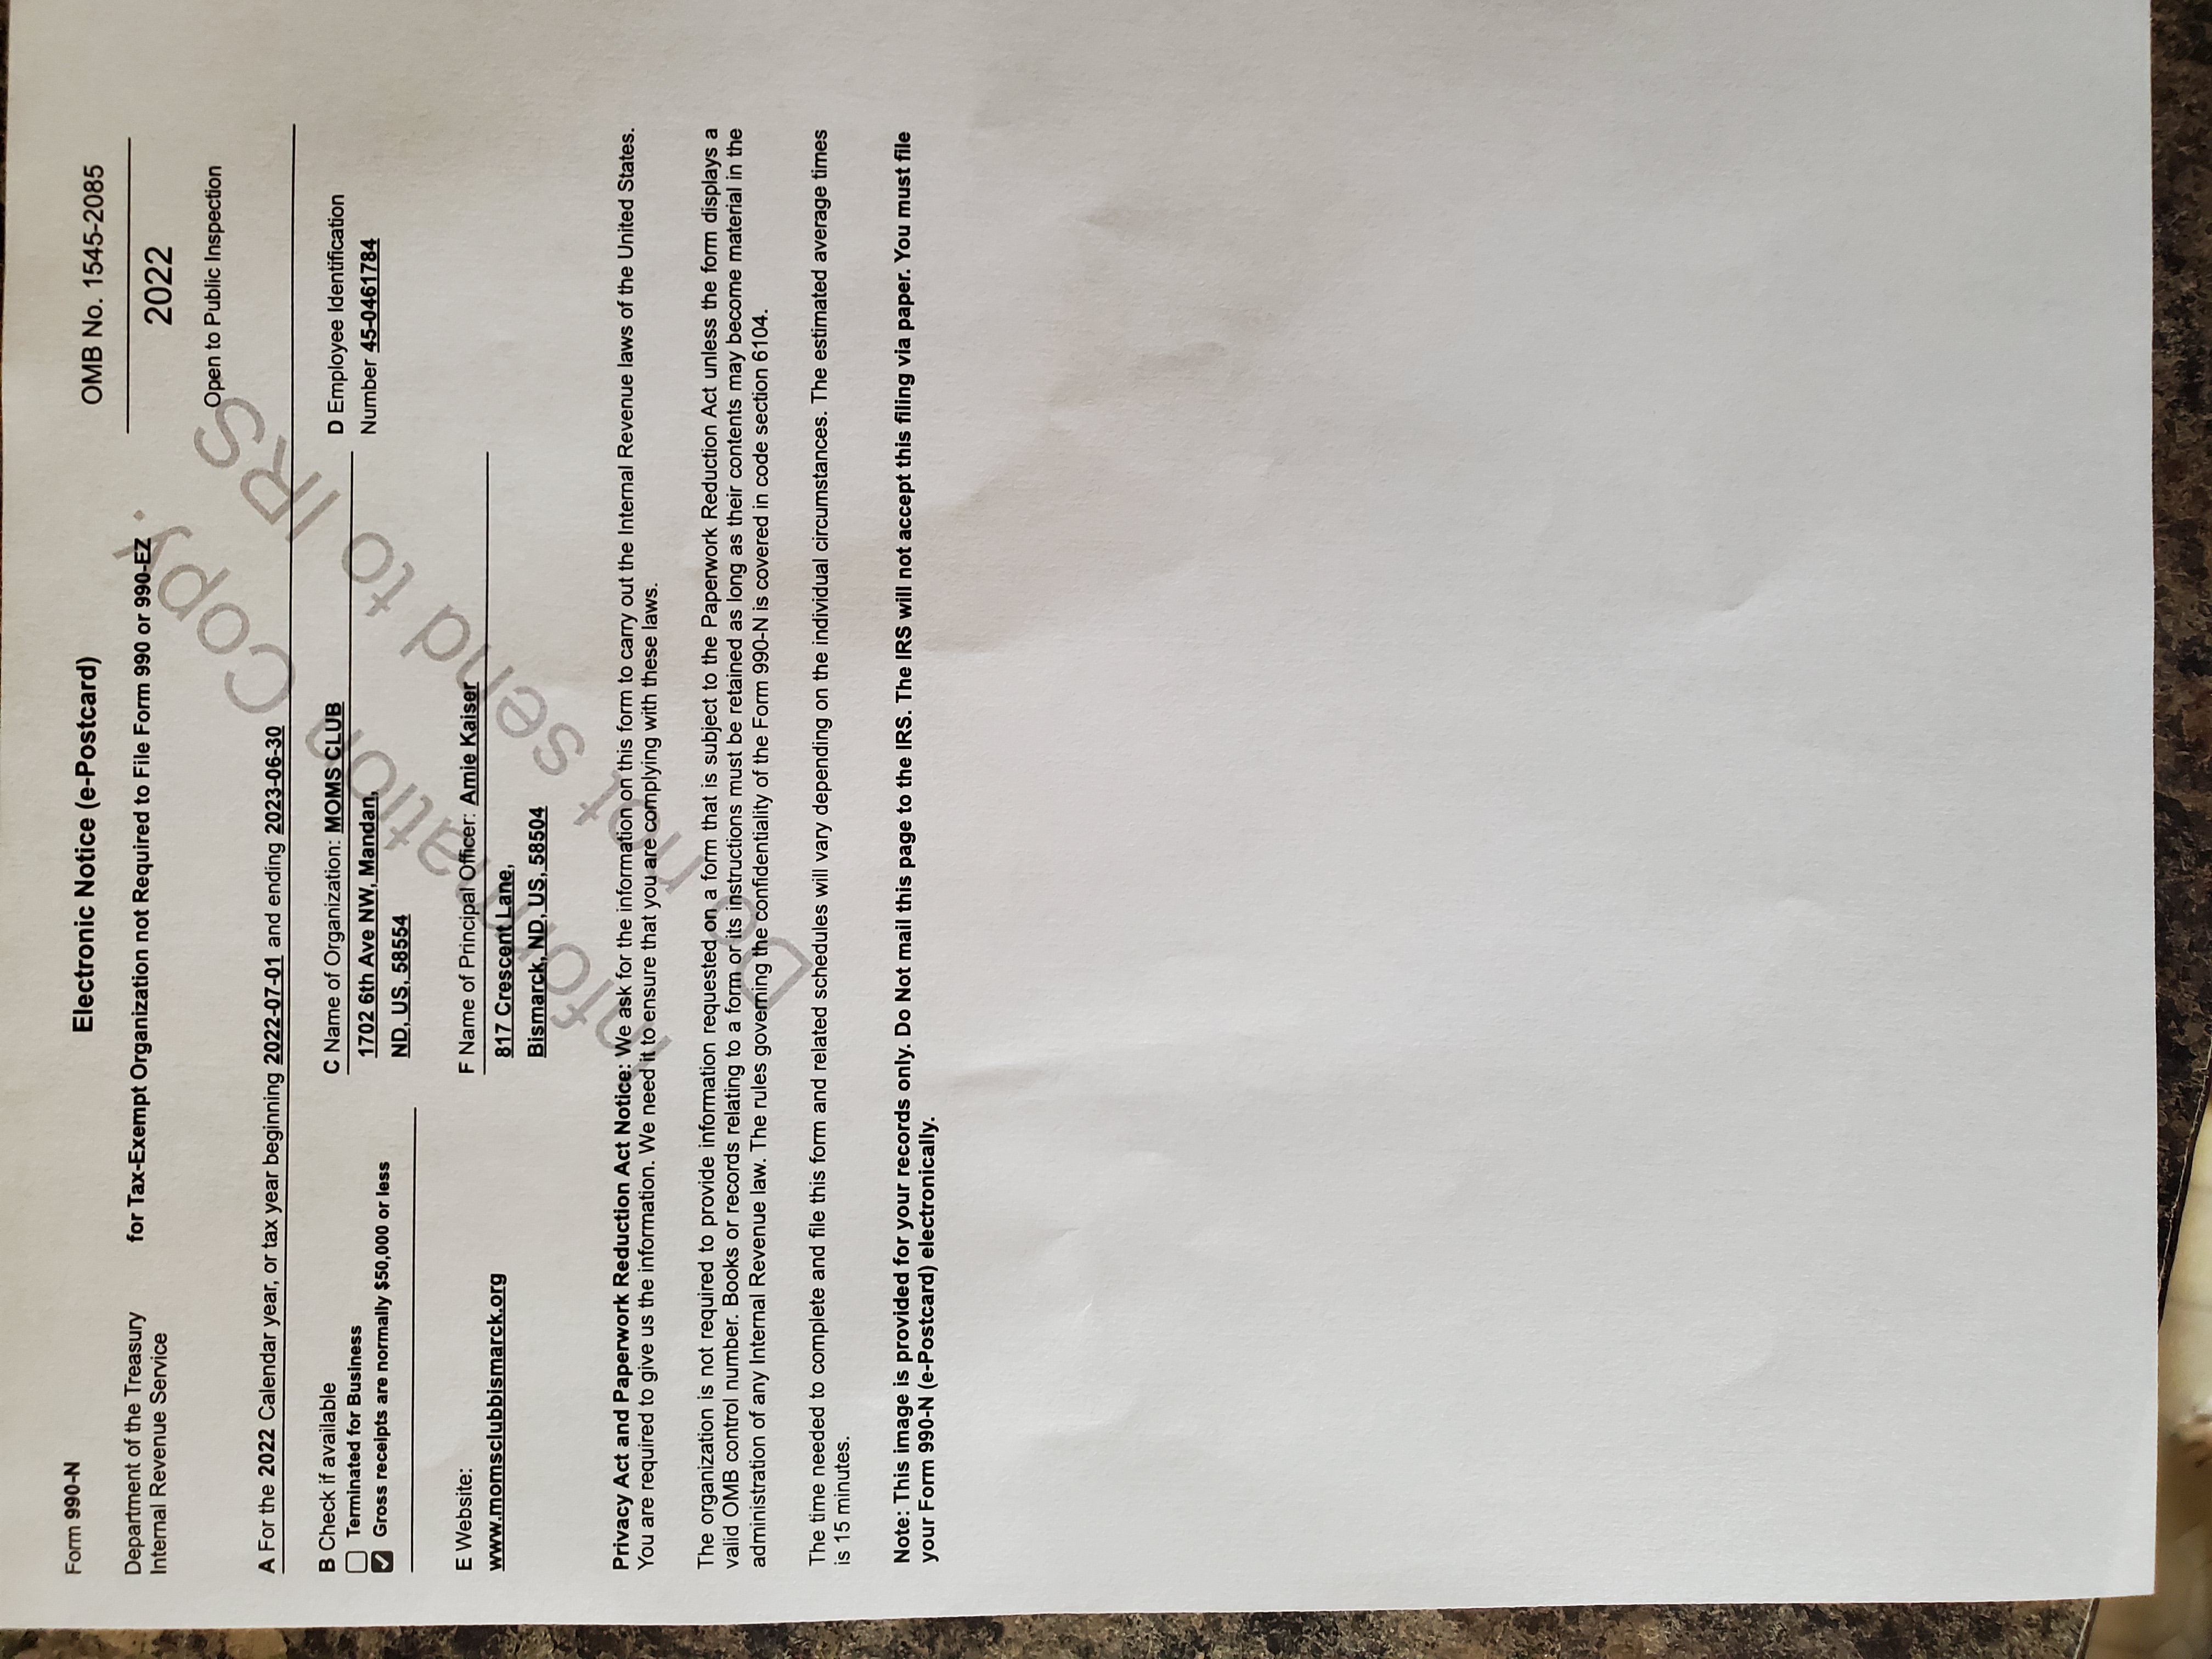 Form 990-N
Electronic Notice (e-Postcard)
OMB No. 1545-2085
Department of the Treasury
Internal Revenue Service
for Tax-Exempt Organization not Required to File Form 990 or 990-EZ
2022
Open to Public Inspection
A For the 2022 Calendar year, or tax year beginning 2022-07-01 and ending 2023-06-30
B Check if available
Terminated for Business
Gross receipts are normally $50,000 or less
C Name of Organization: MOMS CLUB
1702 6th Ave NW, Mandan,
ND, US, 58554
D Employee Identification
Number 45-0461784
E Website:
www.momsclubbismarck.org
F Name of Principal Officer: Amie Kaiser
817 Crescent Lane,
Bismarck, ND, US, 58504
Privacy Act and Paperwork Reduction Act Notice: We ask for the information on this form to carry out the Internal Revenue laws of the United States.
You are required to give us the information. We need it to ensure that you are complying with these laws.
The organization is not required to provide information requested on a form that is subject to the Paperwork Reduction Act unless the form displays a
valid OMB control number. Books or records relating to a form or its instructions must be retained as long as their contents may become material in the
administration of any Internal Revenue law. The rules governing the confidentiality of the Form 990-N is covered in code section 6104.
The time needed to complete and file this form and related schedules will vary depending on the individual circumstances. The estimated average times
is 15 minutes.
Note: This image is provided for your records only. Do Not mail this page to the IRS. The IRS will not accept this filing via paper. You must file
your Form 990-N (e-Postcard) electronically.
Information Copy.
Do not send to IRS